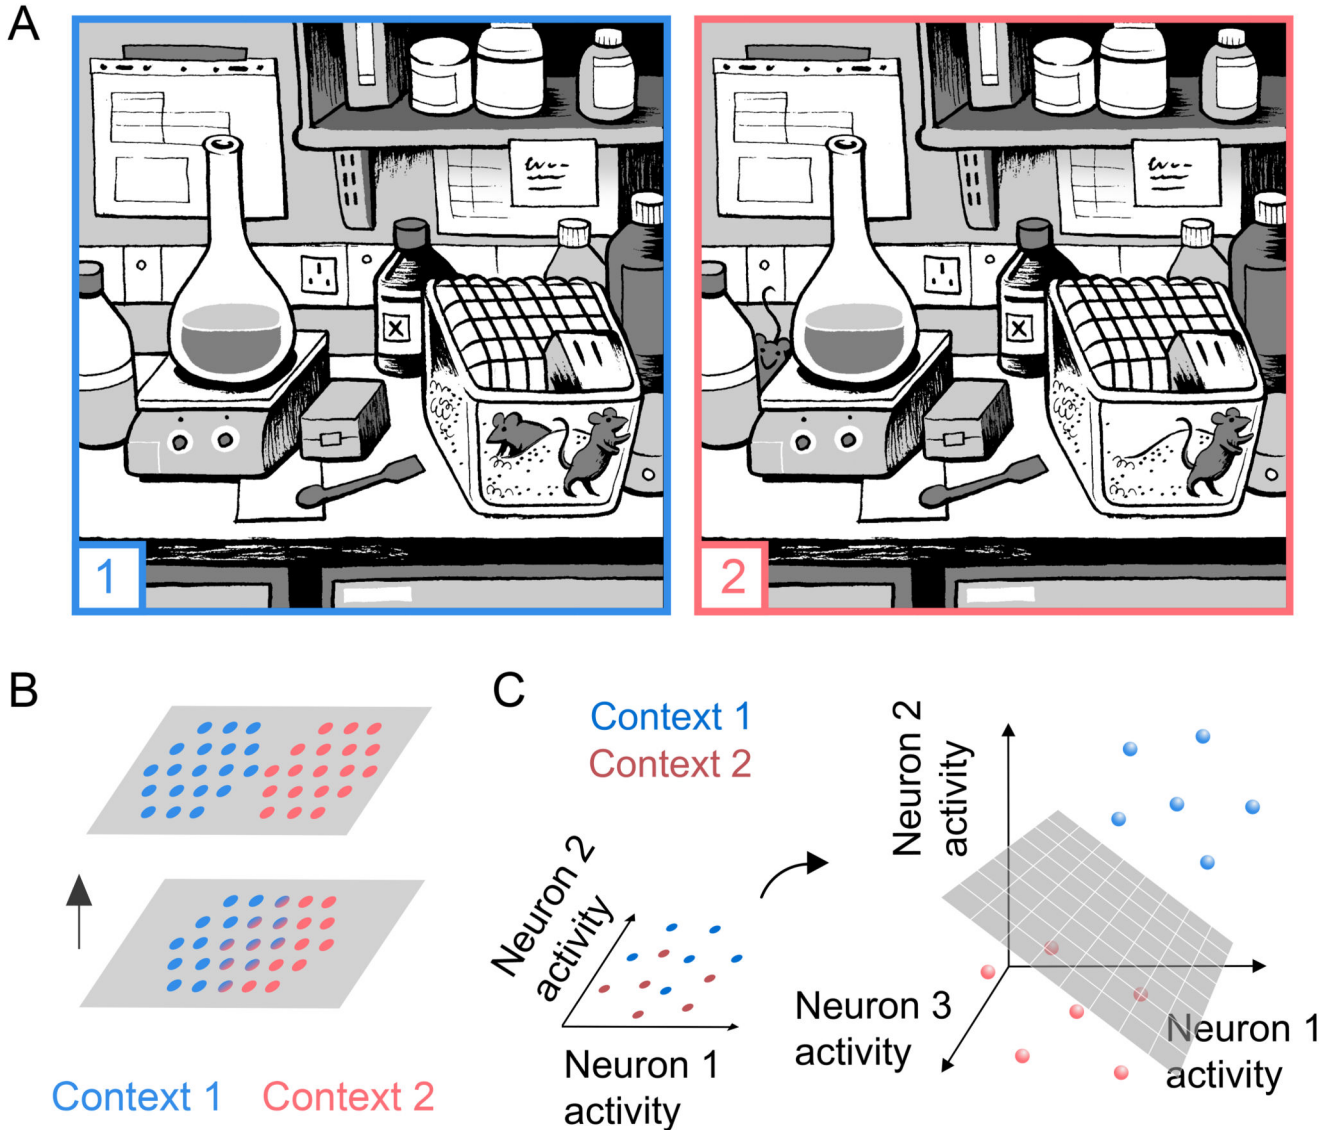 A
X
1
X
2
B
Context 1 Context 2
C
Context 1
Context 2
Neuron 2
activity
Neuron 1
activity
Neuron 2
activity
Neuron 3
activity
Neuron 1
activity